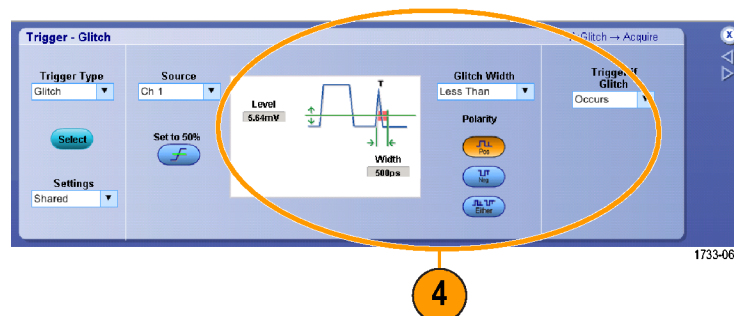 Trigger - Glitch
Glitch → Acquire
X
Trigger Type
Glitch
Select
Settings
Shared
Source
Ch 1
Set to 50%
Level
5.64mV
T
Width
500ps
Glitch Width
Less Than
Polarity
Pos
Neg
Either
Trigger if
Glitch
Occurs
4
1733-06